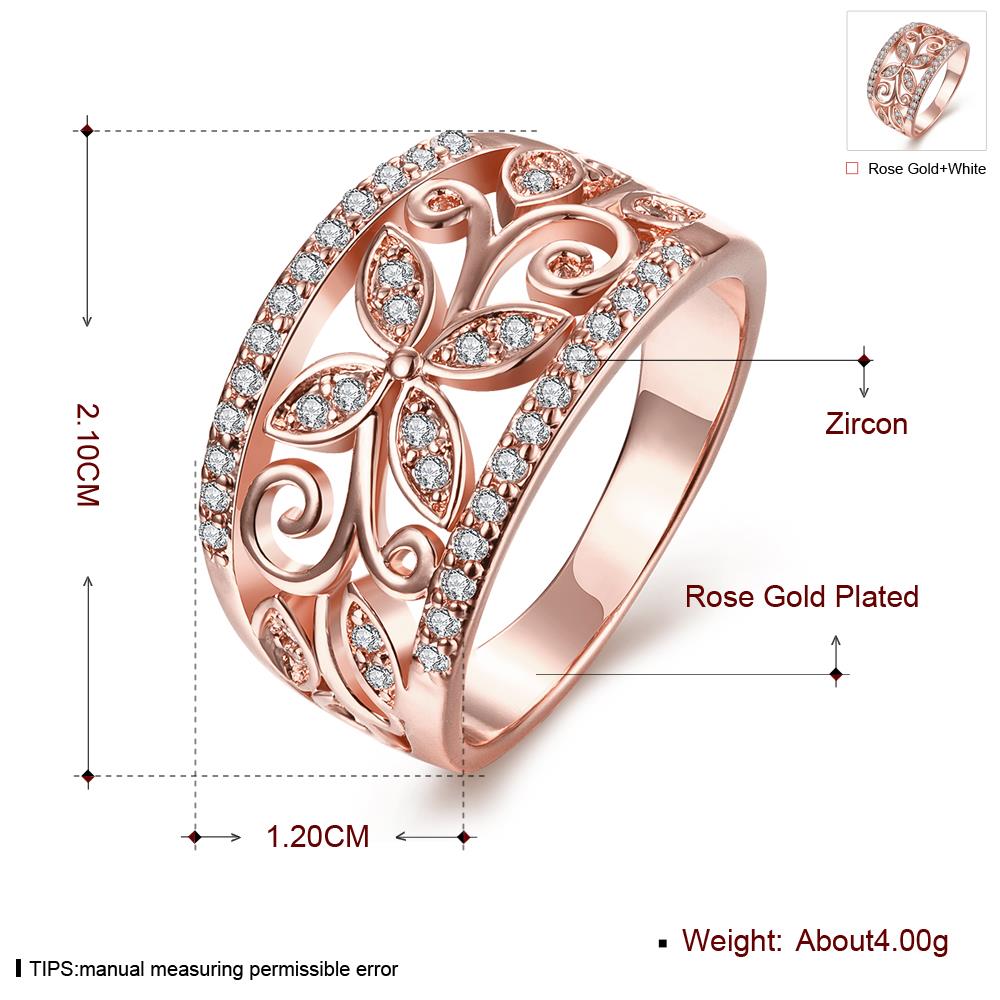 Rose Gold+White
2.10CM
Zircon
Rose Gold Plated
1.20CM
Weight: About4.00g
TIPS:manual measuring permissible error